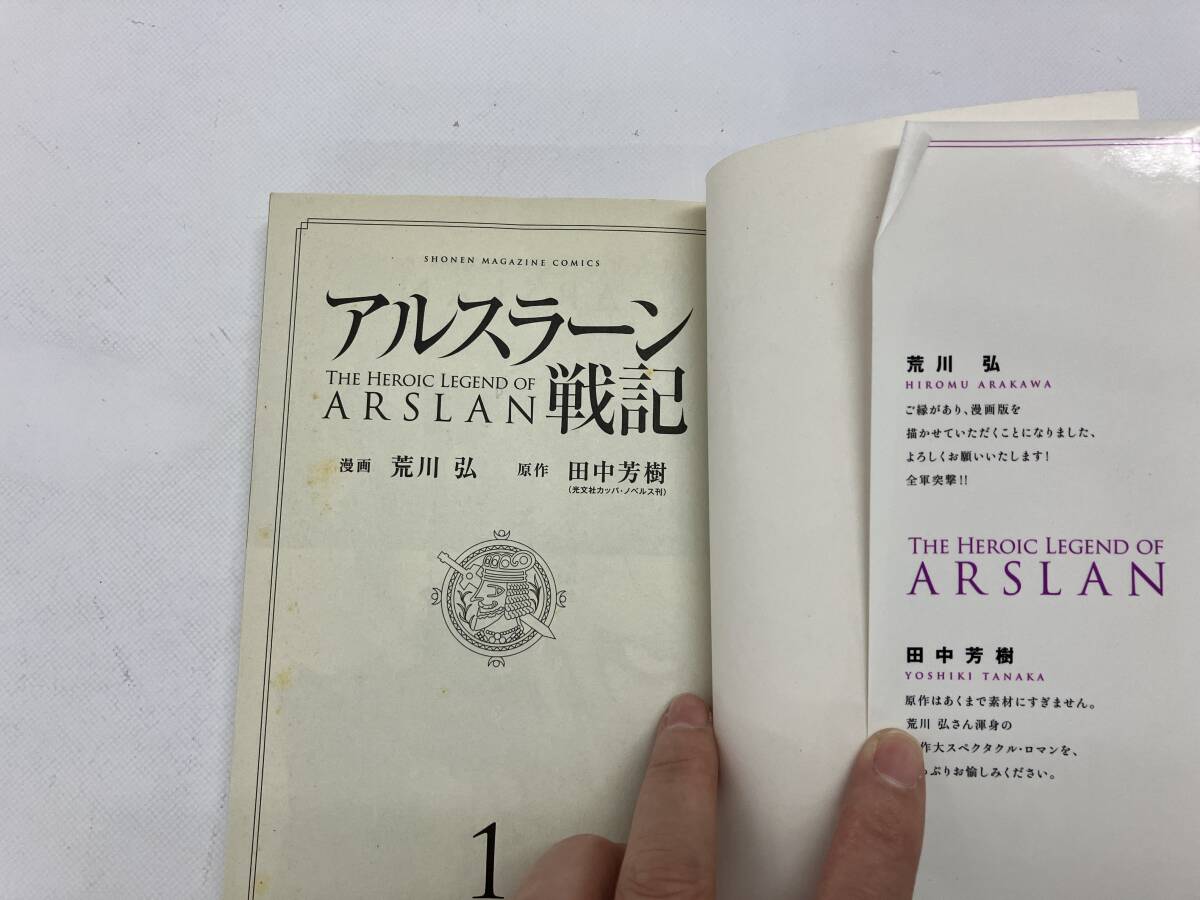 SHONEN MAGAZINE COMICS
アルスラーン
戦記
THE HEROIC LEGEND OF
ARSLAN
漫画 荒川 弘 原作 田中芳樹
(光文社カッパ・ノベルス刊)
1
荒川 弘
HIROMU ARAKAWA
ご縁があり、漫画版を
描かせていただくことになりました、
よろしくお願いいたします!
全軍突撃!!
THE HEROIC LEGEND OF
ARSLAN
田中芳樹
YOSHIKI TANAKA
原作はあくまで素材にすぎません。
荒川 弘さん渾身の
作大スペクタクル・ロマンを、
っぷりお愉しみください。